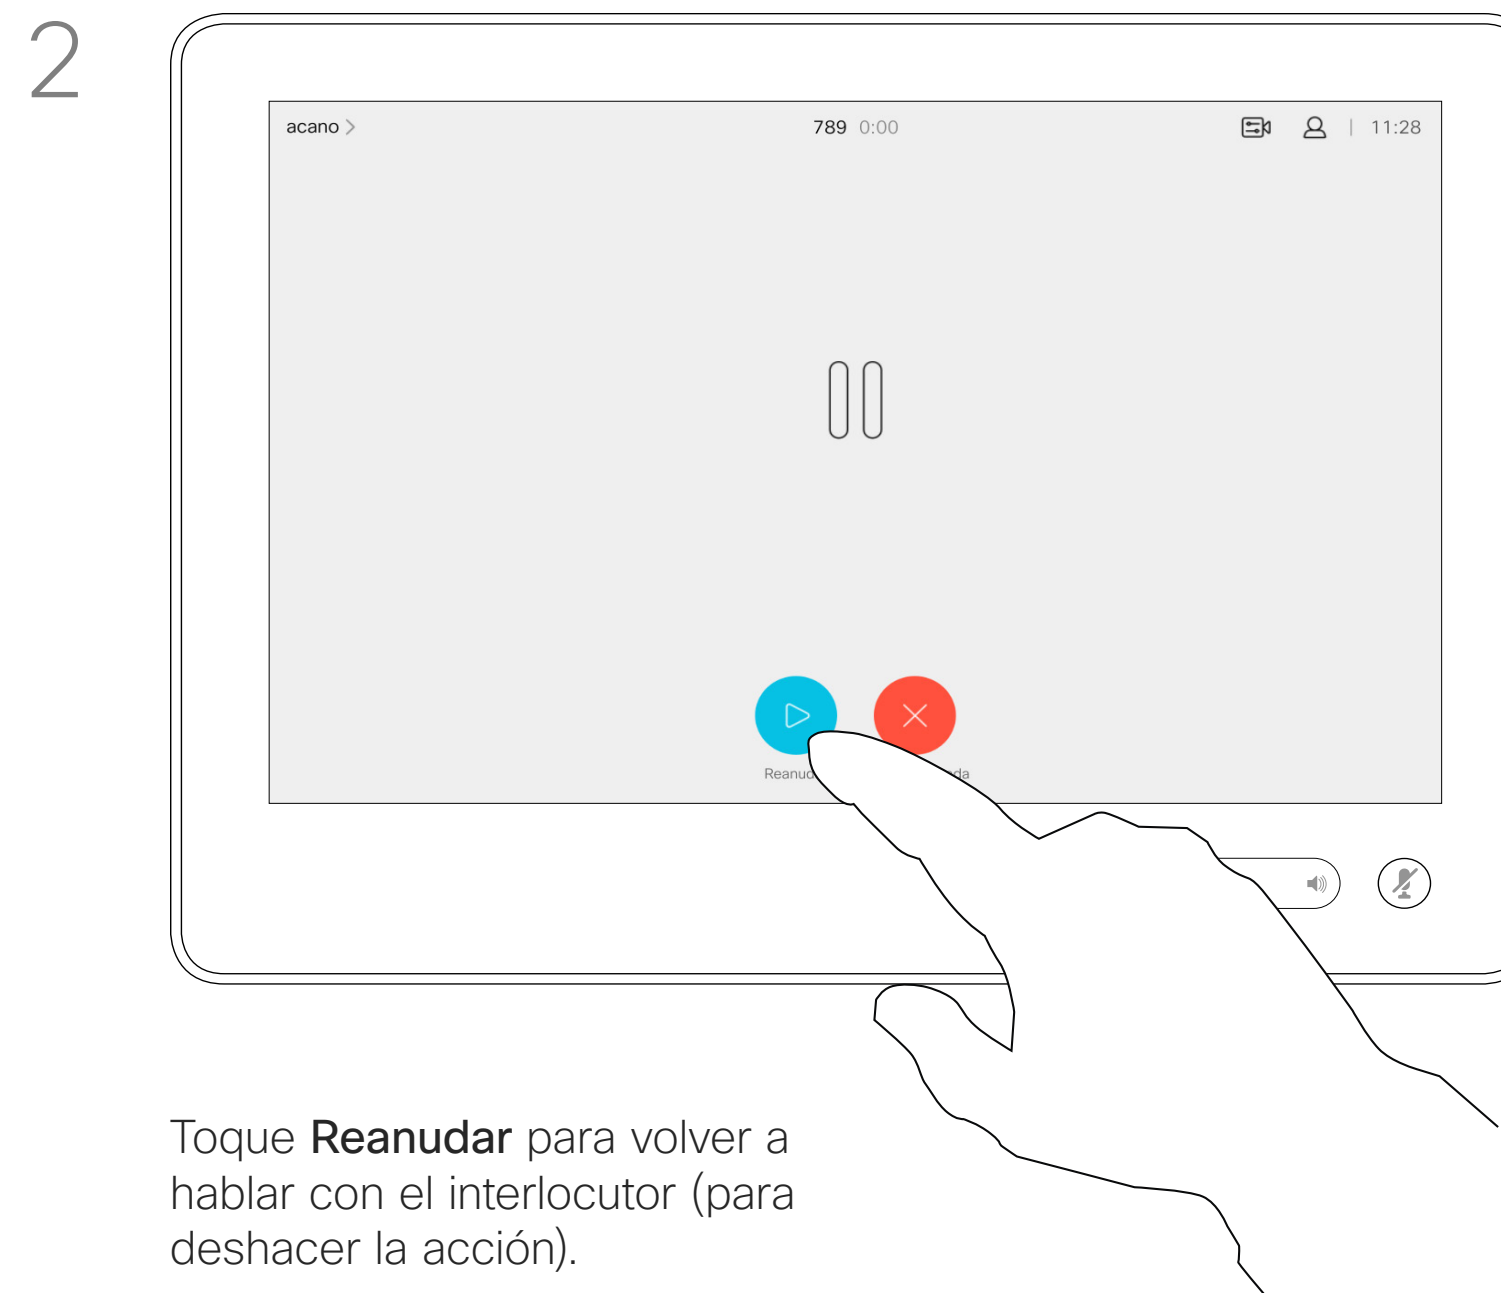 2
acano
789 0:00
11:28
Toque Reanudar para volver a
hablar con el interlocutor (para
deshacer la acción).